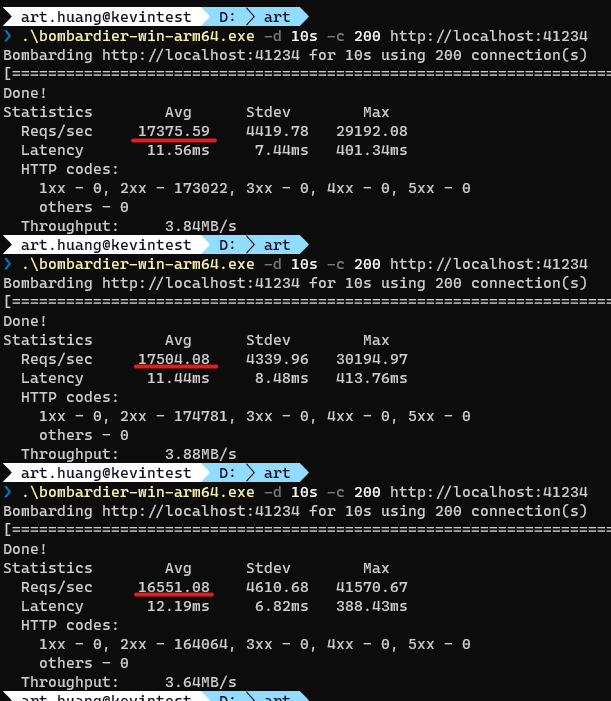 art.huang@kevintest D: art
❯ .\bombardier-win-arm64.exe -d 10s -c 200 http://localhost:41234
Bombarding http://localhost:41234 for 10s using 200 connection(s)
[====================================================================
Done!
Statistics Avg Stdev Max
Reqs/sec 17375.59 4419.78 29192.08
Latency 11.56ms 7.44ms 401.34ms
HTTP codes:
1xx - 0, 2xx - 173022, 3xx - 0, 4xx - 0, 5xx - 0
others - 0
Throughput: 3.84MB/s
art.huang@kevintest D: art
❯ .\bombardier-win-arm64.exe -d 10s -c 200 http://localhost:41234
Bombarding http://localhost:41234 for 10s using 200 connection(s)
[====================================================================
Done!
Statistics Avg Stdev Max
Reqs/sec 17504.08 4339.96 30194.97
Latency 11.44ms 8.48ms 413.76ms
HTTP codes:
1xx - 0, 2xx - 174781, 3xx - 0, 4xx - 0, 5xx - 0
others - 0
Throughput: 3.88MB/s
art.huang@kevintest D: art
❯ .\bombardier-win-arm64.exe -d 10s -c 200 http://localhost:41234
Bombarding http://localhost:41234 for 10s using 200 connection(s)
[====================================================================
Done!
Statistics Avg Stdev Max
Reqs/sec 16551.08 4610.68 41570.67
Latency 12.19ms 6.82ms 388.43ms
HTTP codes:
1xx - 0, 2xx - 164064, 3xx - 0, 4xx - 0, 5xx - 0
others - 0
Throughput: 3.64MB/s
art.huang@kevintest D: art